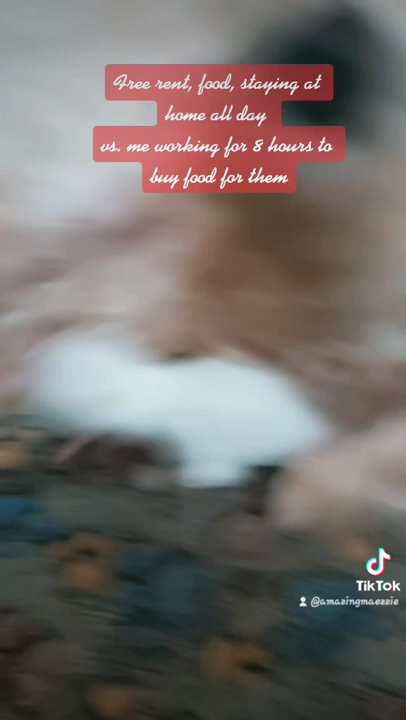 Free rent, food, staying at
home all day
vs. me working for 8 hours to
buy food for them
TikTok
@amazingmaezzie